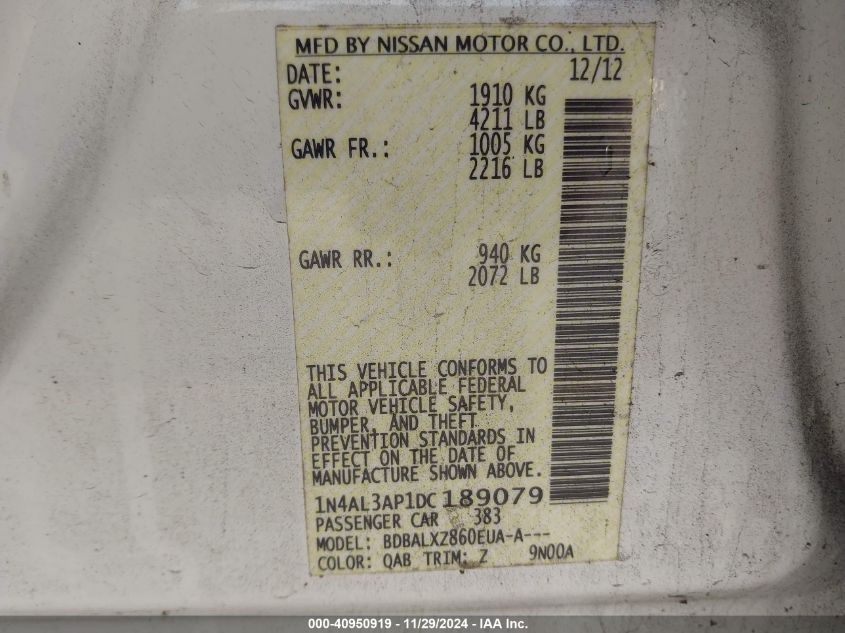 MFD BY NISSAN MOTOR CO., LTD.
DATE: 12/12
GVWR: 1910 KG
4211 LB
GAWR FR.: 1005 KG
2216 LB
GAWR RR.: 940 KG
2072 LB
THIS VEHICLE CONFORMS TO
ALL APPLICABLE FEDERAL
MOTOR VEHICLE SAFETY,
BUMPER, AND THEFT
PREVENTION STANDARDS IN
EFFECT ON THE DATE OF
MANUFACTURE SHOWN ABOVE.
1N4AL3AP1DC189079
PASSENGER CAR 383
MODEL: BDBALXZ860EUA-A---
COLOR: QAB TRIM: Z 9N00A
000-40950919 - 11/29/2024 - IAA Inc.